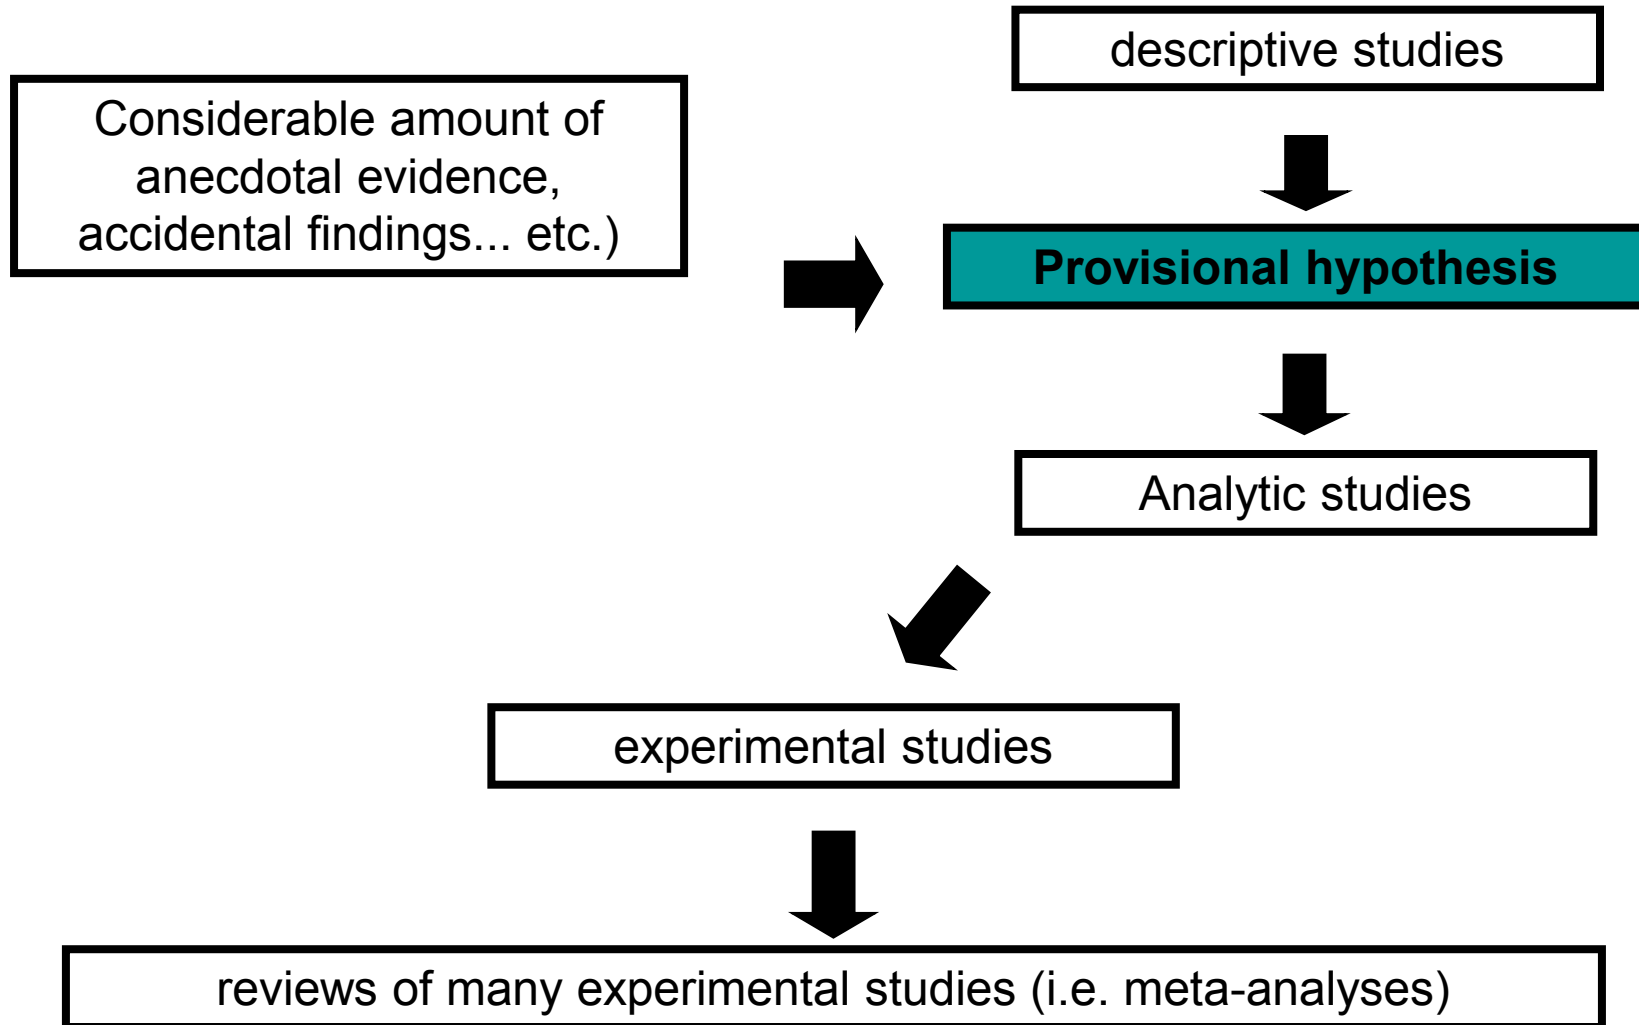 descriptive studies
Considerable amount of
anecdotal evidence,
accidental findings... etc.)
Provisional hypothesis
Analytic studies
experimental studies
reviews of many experimental studies (i.e. meta-analyses)